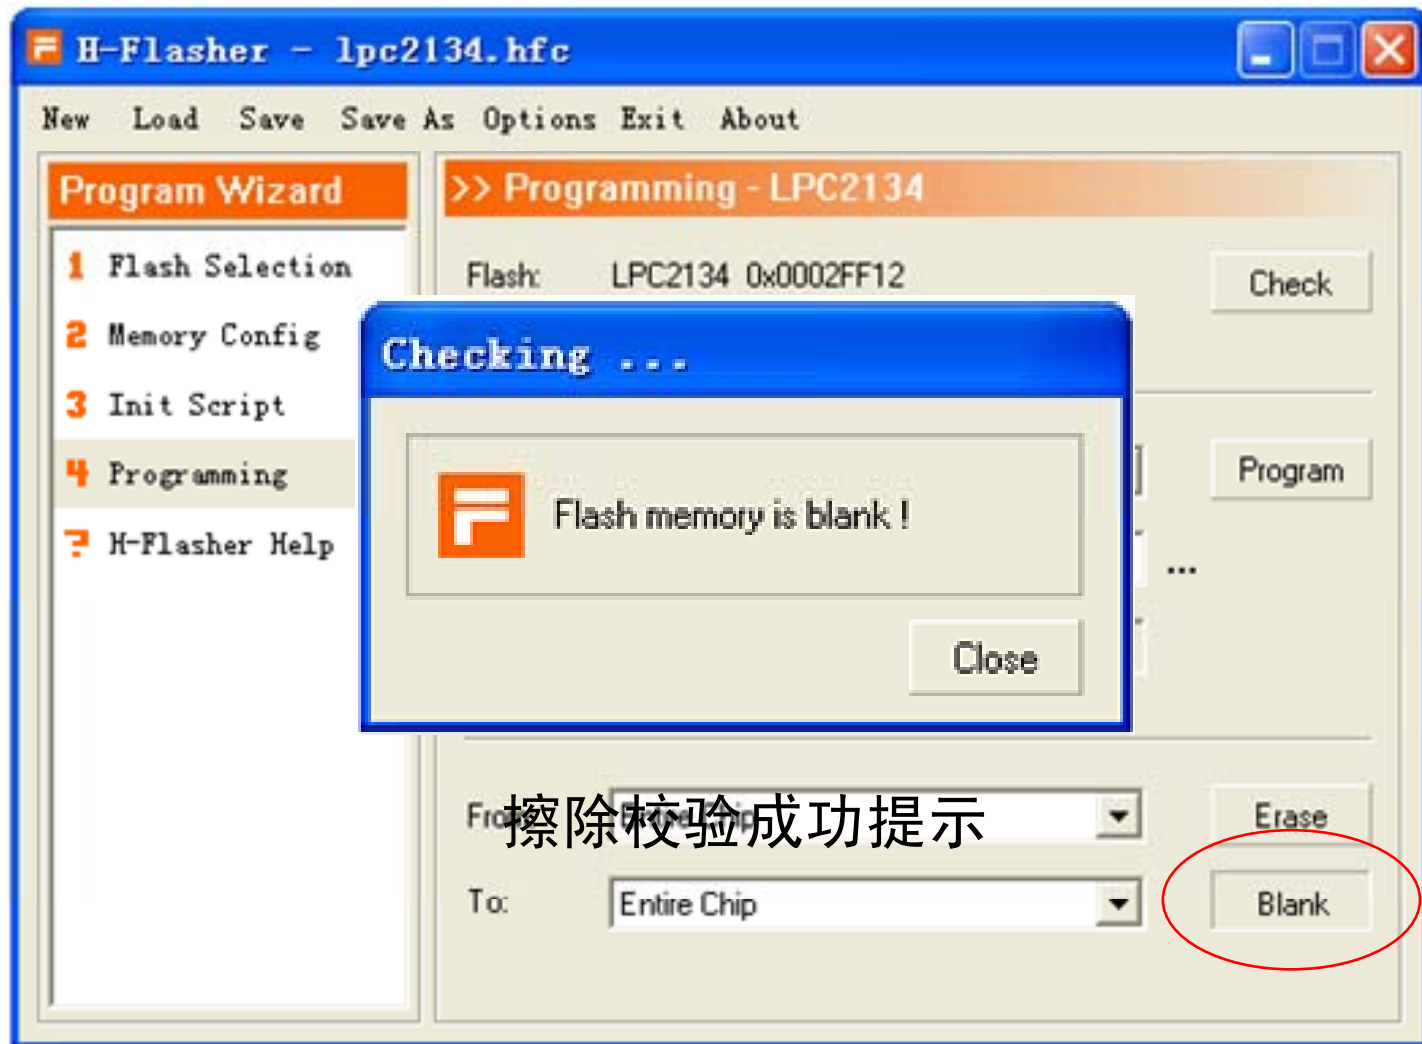 H-Flasher - lpc2134.hfc
New Load Save Save As Options Exit About
Program Wizard
1 Flash Selection
2 Memory Config
3 Init Script
4 Programming
? H-Flasher Help
>> Programming - LPC2134
Flash: LPC2134 0x0002FF12
Check
Checking ...
Flash memory is blank !
Close
Program
...
擦除校验成功提示
Erase
To: Entire Chip
Blank